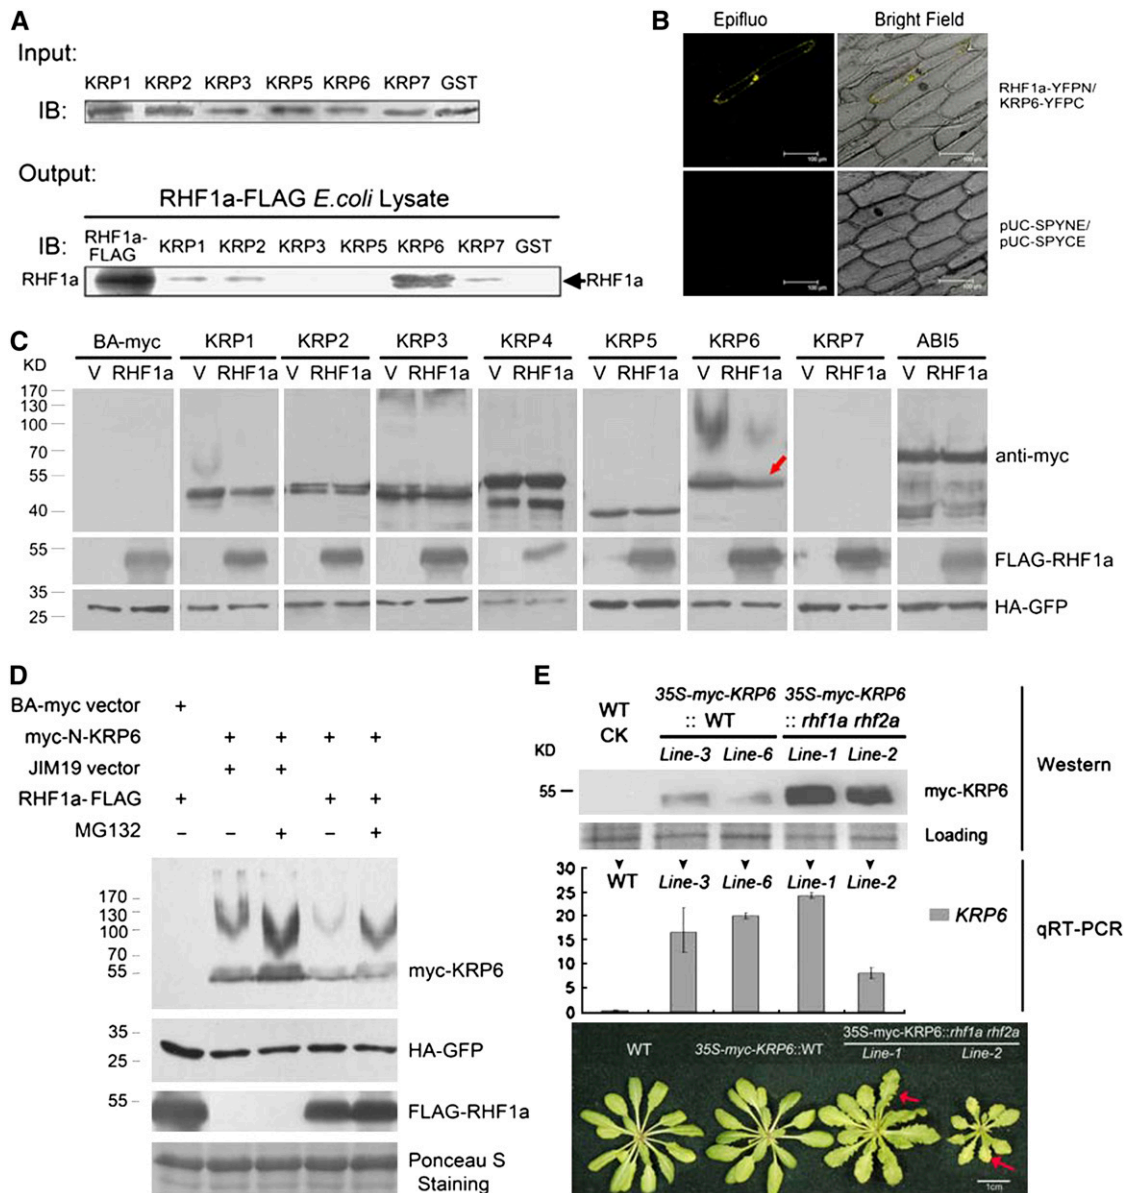 A
Input:
KRP1 KRP2 KRP3 KRP5 KRP6 KRP7 GST
IB:
Output:
RHF1a-FLAG E.coli Lysate
IB: RHF1a-FLAG KRP1 KRP2 KRP3 KRP5 KRP6 KRP7 GST
RHF1a RHF1a
B
Epifluo Bright Field
RHF1a-YFPN/
KRP6-YFPC
100 μm 100 μm
pUC-SPYNE/
pUC-SPYCE
100 μm 100 μm
C
BA-myc KRP1 KRP2 KRP3 KRP4 KRP5 KRP6 KRP7 ABI5
KD
V RHF1a V RHF1a V RHF1a V RHF1a V RHF1a V RHF1a V RHF1a V RHF1a V RHF1a
170
130
100
70
55
40
anti-myc
55
FLAG-RHF1a
35
25
HA-GFP
D
BA-myc vector +
myc-N-KRP6 + + + +
JIM19 vector + +
RHF1a-FLAG + + +
MG132 – – + – +
170
130
100
70
55
myc-KRP6
35
25
HA-GFP
55
FLAG-RHF1a
Ponceau S
Staining
E
WT
CK
35S-myc-KRP6
:: WT
35S-myc-KRP6
:: rhf1a rhf2a
KD
Line-3 Line-6 Line-1 Line-2
55
myc-KRP6
Loading
Western
WT Line-3 Line-6 Line-1 Line-2
30
25
20
15
10
5
0
KRP6
qRT-PCR
35S-myc-KRP6::rhf1a rhf2a
WT 35S-myc-KRP6::WT Line-1 Line-2
1cm